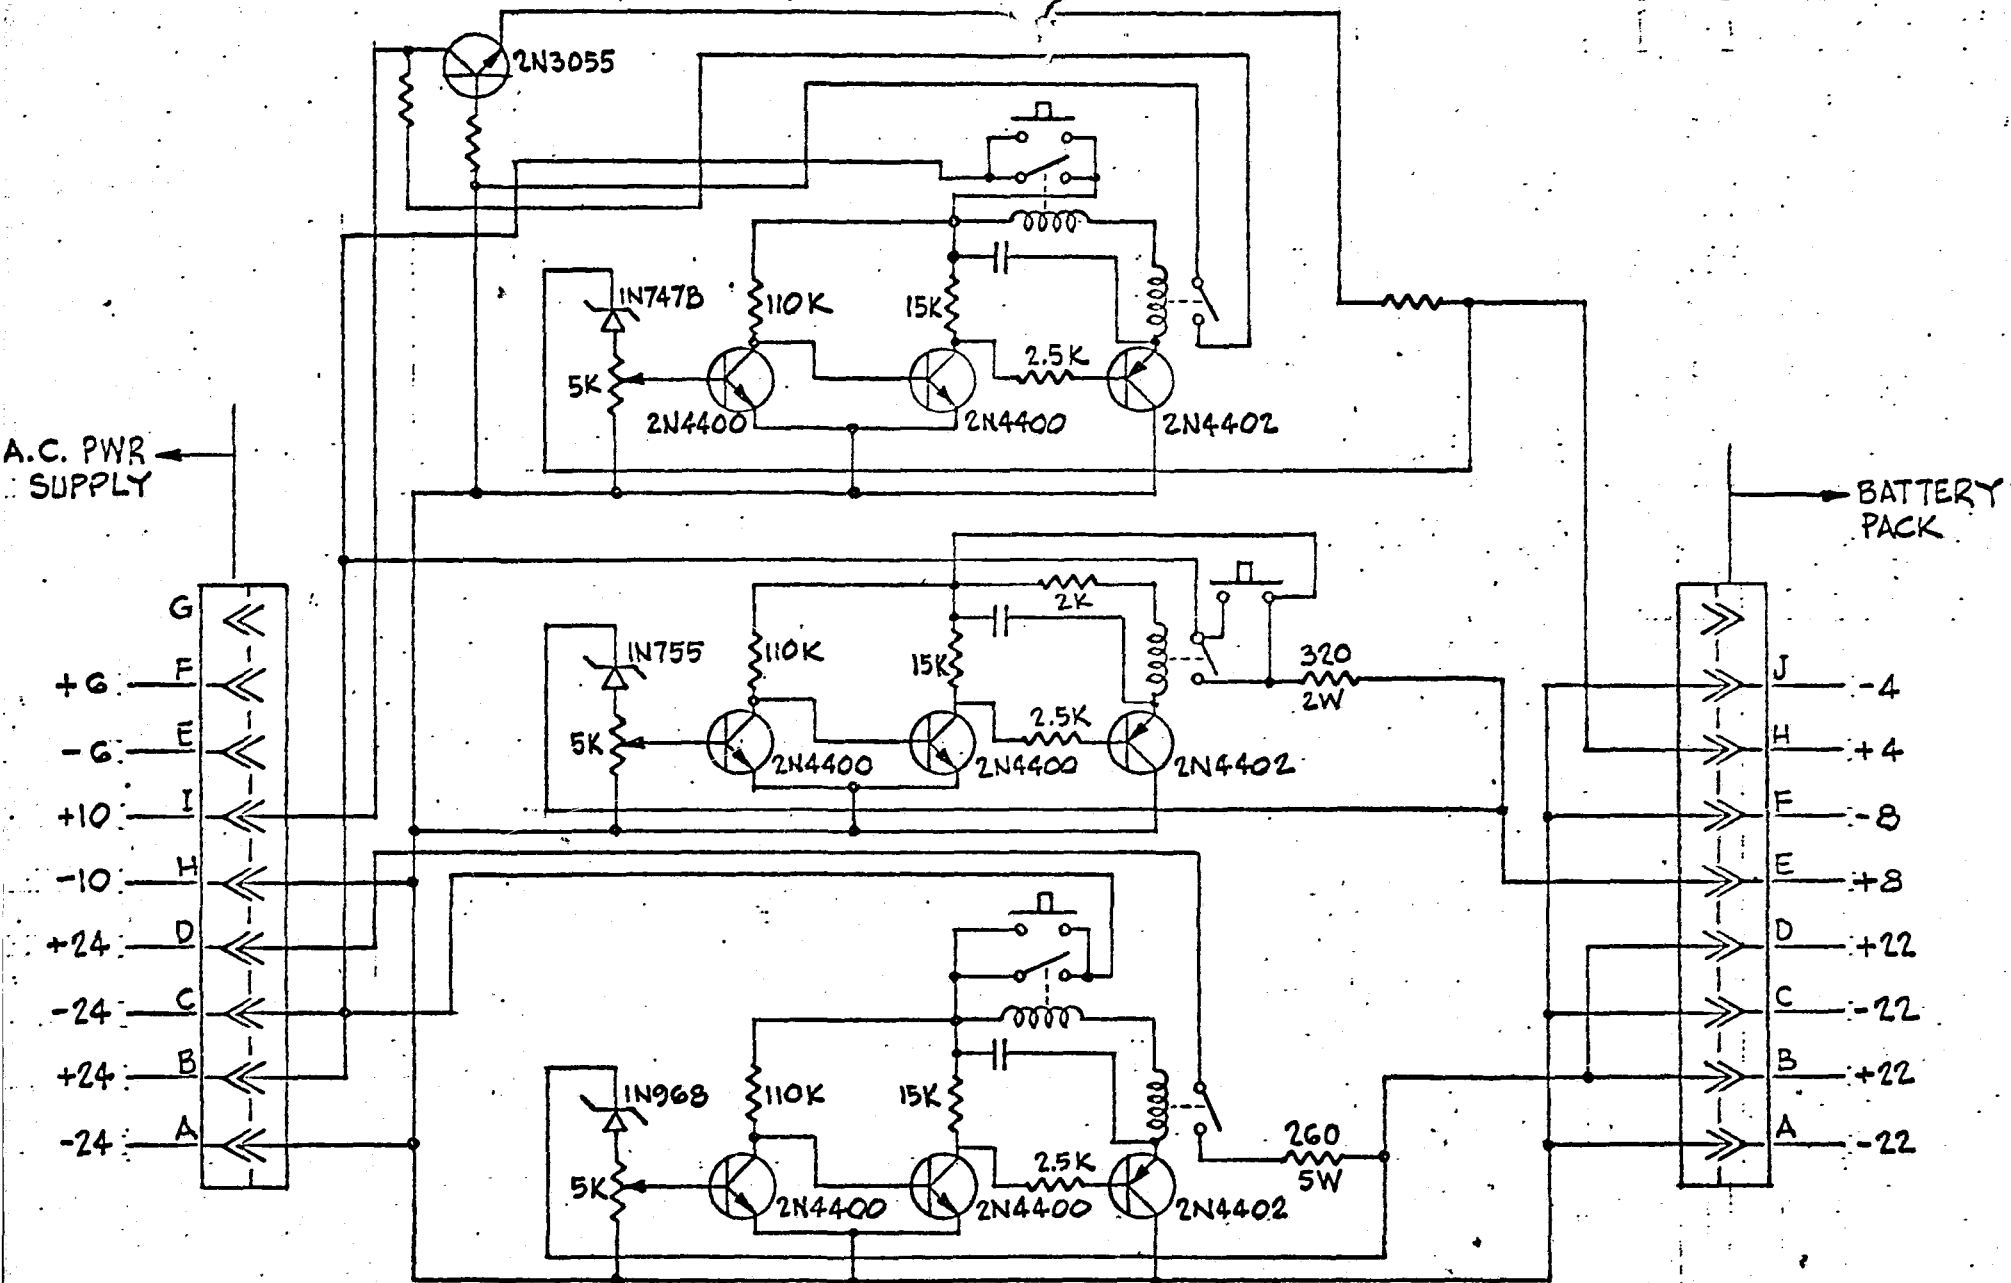 2N3055
1N747B
110K
15K
2.5K
5K
2N4400
2N4400
2N4402
A.C. PWR
SUPPLY
BATTERY
PACK
1N755
110K
15K
2K
2.5K
5K
2N4400
2N4400
2N4402
320
2W
G
+6 F
-6 E
+10 I
-10 H
+24 D
-24 C
+24 B
-24 A
J -4
H +4
F -8
E +8
D +22
C -22
B +22
A -22
1N968
110K
15K
2.5K
5K
2N4400
2N4400
2N4402
260
5W